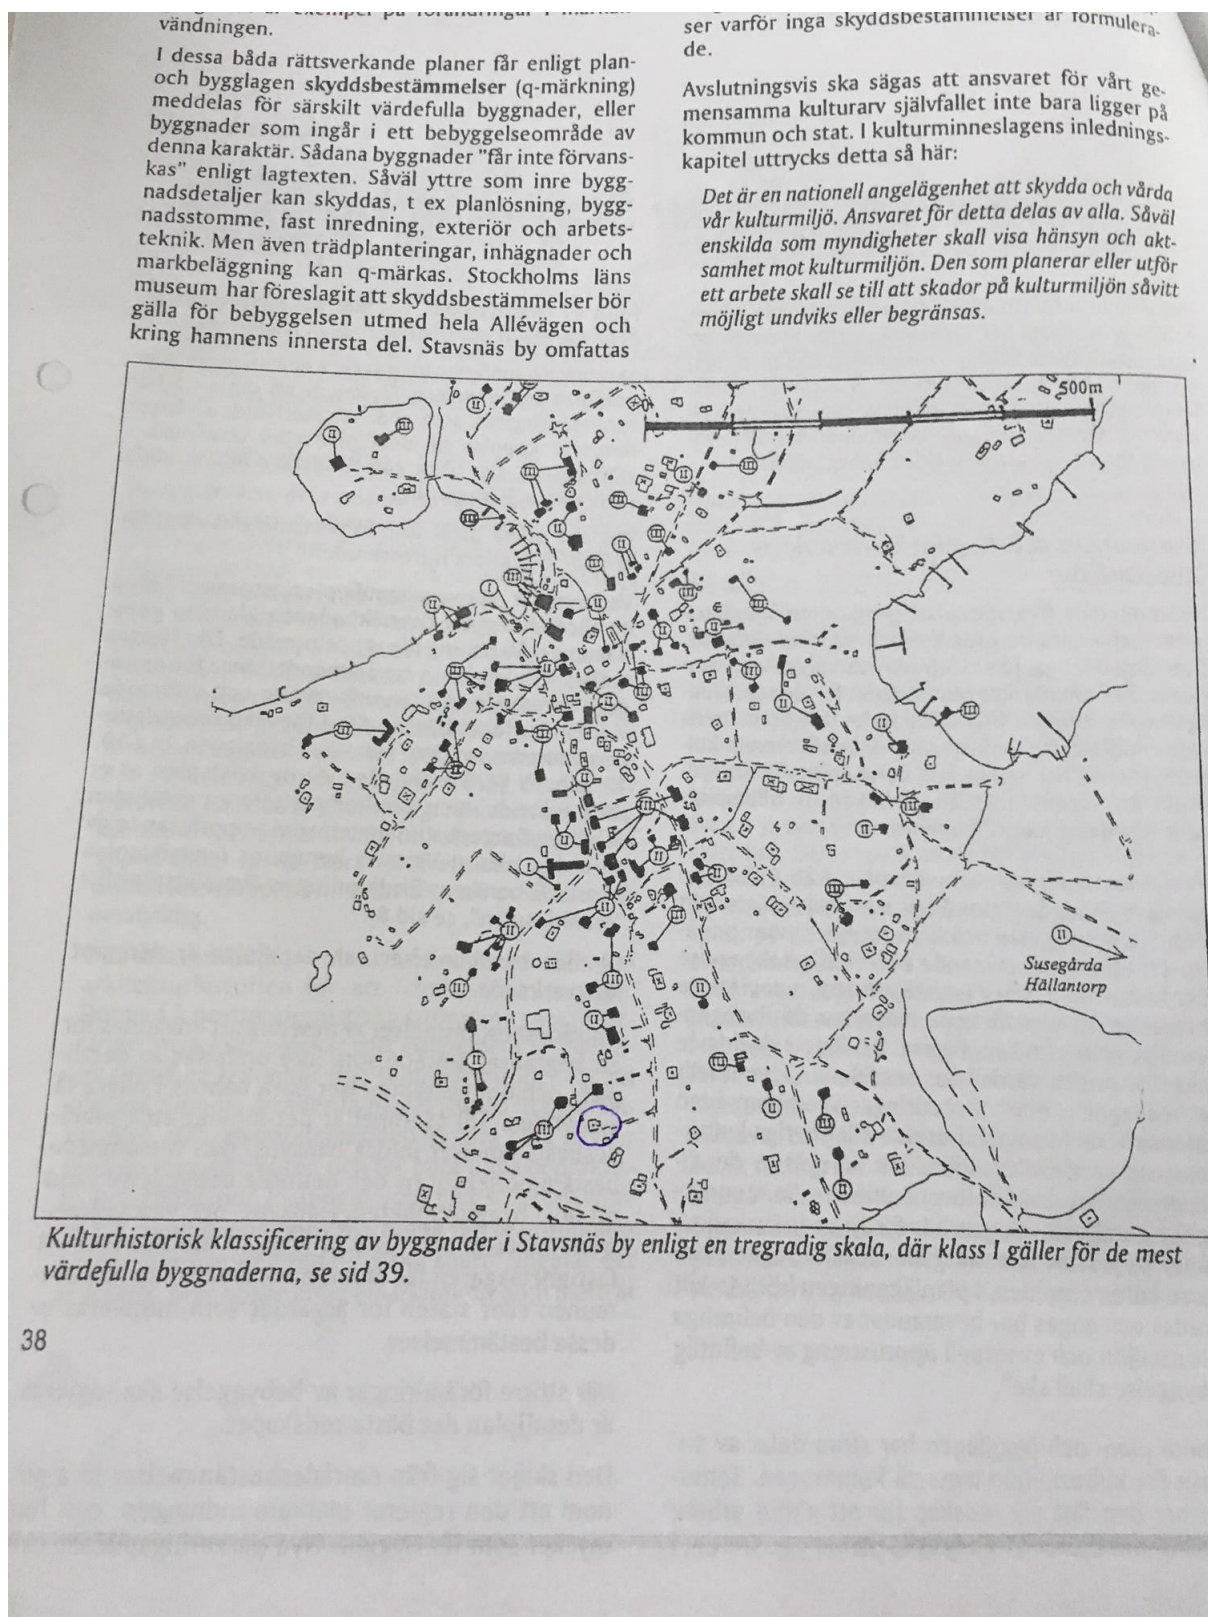 vändningen.
I dessa båda rättsverkande planer får enligt plan-
och bygglagen skyddsbestämmelser (q-märkning)
meddelas för särskilt värdefulla byggnader, eller
byggnader som ingår i ett bebyggelseområde av
denna karaktär. Sådana byggnader "får inte förvans-
kas" enligt lagtexten. Såväl yttre som inre bygg-
nadsdetaljer kan skyddas, t ex planlösning, bygg-
nadsstomme, fast inredning, exteriör och arbets-
teknik. Men även trädplanteringar, inhägnader och
markbeläggning kan q-märkas. Stockholms läns
museum har föreslagit att skyddsbestämmelser bör
gälla för bebyggelsen utmed hela Allévägen och
kring hamnens innersta del. Stavsnäs by omfattas
ser varför inga skyddsbestämmelser är formulera-
de.
Avslutningsvis ska sägas att ansvaret för vårt ge-
mensamma kulturarv självfallet inte bara ligger på
kommun och stat. I kulturminneslagens inlednings-
kapitel uttrycks detta så här:
Det är en nationell angelägenhet att skydda och vårda
vår kulturmiljö. Ansvaret för detta delas av alla. Såväl
enskilda som myndigheter skall visa hänsyn och akt-
samhet mot kulturmiljön. Den som planerar eller utför
ett arbete skall se till att skador på kulturmiljön såvitt
möjligt undviks eller begränsas.
500m
Susegårda
Hällantorp
Kulturhistorisk klassificering av byggnader i Stavsnäs by enligt en tregradig skala, där klass I gäller för de mest
värdefulla byggnaderna, se sid 39.
38